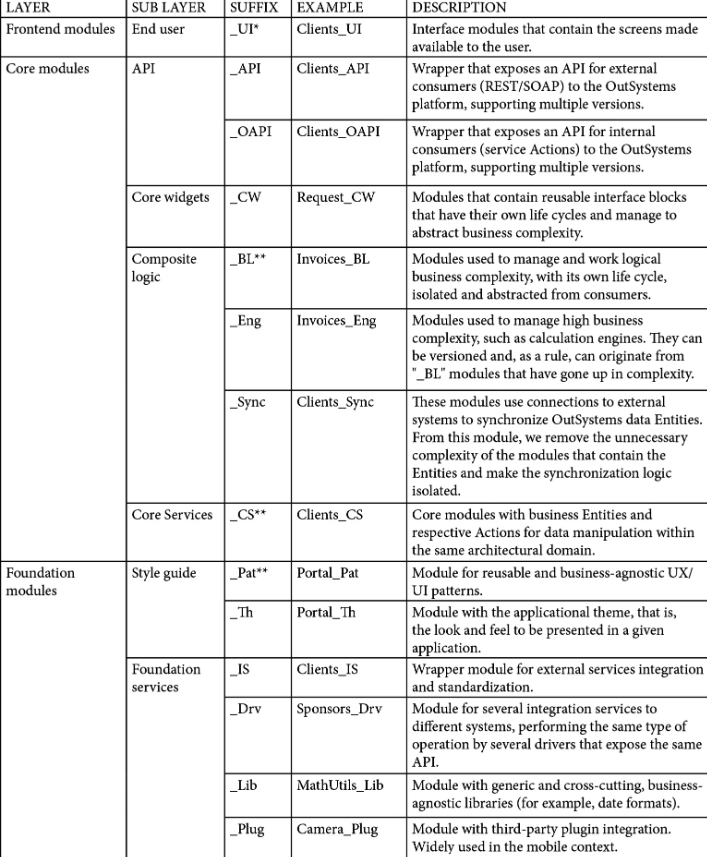 LAYER SUB LAYER SUFFIX EXAMPLE DESCRIPTION
Frontend modules End user _UI* Clients_UI Interface modules that contain the screens made
available to the user.
Core modules API _API Clients_API Wrapper that exposes an API for external
consumers (REST/SOAP) to the OutSystems
platform, supporting multiple versions.
_OAPI Clients_OAPI Wrapper that exposes an API for internal
consumers (service Actions) to the OutSystems
platform, supporting multiple versions.
Core widgets _CW Request_CW Modules that contain reusable interface blocks
that have their own life cycles and manage to
abstract business complexity.
Composite _BL** Invoices_BL Modules used to manage and work logical
logic business complexity, with its own life cycle,
isolated and abstracted from consumers.
_Eng Invoices_Eng Modules used to manage high business
complexity, such as calculation engines. They can
be versioned and, as a rule, can originate from
"_BL" modules that have gone up in complexity.
_Sync Clients_Sync These modules use connections to external
systems to synchronize OutSystems data Entities.
From this module, we remove the unnecessary
complexity of the modules that contain the
Entities and make the synchronization logic
isolated.
Core Services _CS** Clients_CS Core modules with business Entities and
respective Actions for data manipulation within
the same architectural domain.
Foundation Style guide _Pat** Portal_Pat Module for reusable and business-agnostic UX/
modules UI patterns.
_Th Portal_Th Module with the applicational theme, that is,
the look and feel to be presented in a given
application.
Foundation _IS Clients_IS Wrapper module for external services integration
services and standardization.
_Drv Sponsors_Drv Module for several integration services to
different systems, performing the same type of
operation by several drivers that expose the same
API.
_Lib MathUtils_Lib Module with generic and cross-cutting, business-
agnostic libraries (for example, date formats).
_Plug Camera_Plug Module with third-party plugin integration.
Widely used in the mobile context.